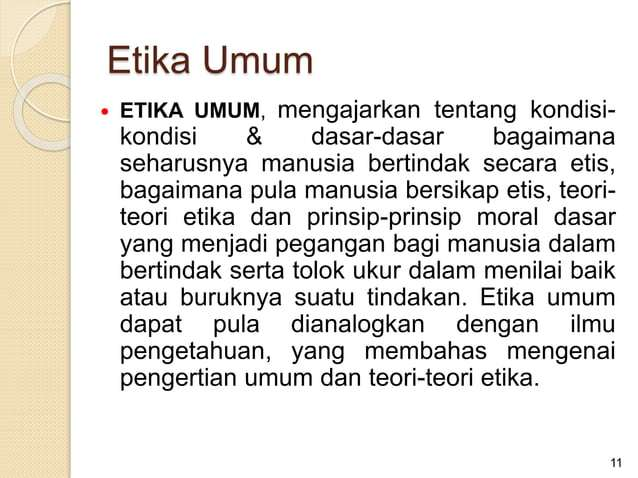 Etika Umum
• ETIKA UMUM, mengajarkan tentang kondisi-
kondisi & dasar-dasar bagaimana
seharusnya manusia bertindak secara etis,
bagaimana pula manusia bersikap etis, teori-
teori etika dan prinsip-prinsip moral dasar
yang menjadi pegangan bagi manusia dalam
bertindak serta tolok ukur dalam menilai baik
atau buruknya suatu tindakan. Etika umum
dapat pula dianalogkan dengan ilmu
pengetahuan, yang membahas mengenai
pengertian umum dan teori-teori etika.
11